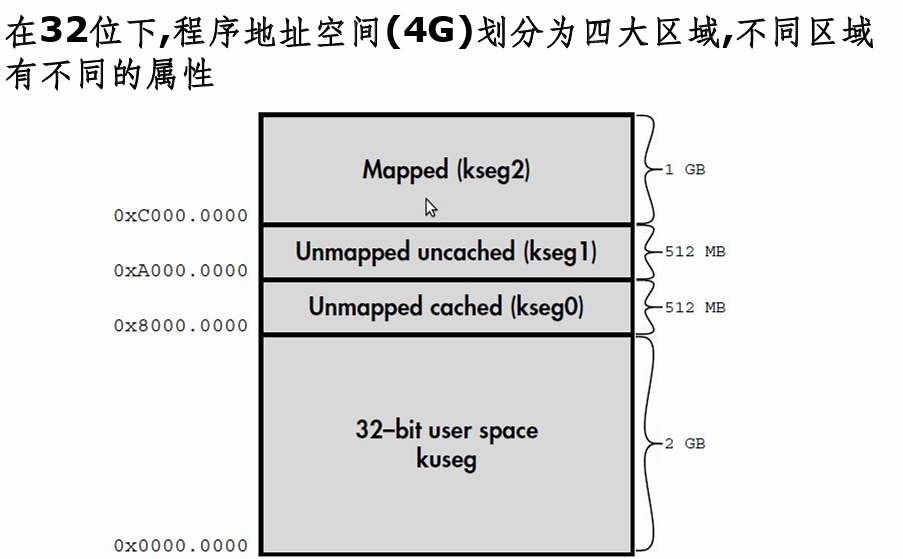 在32位下,程序地址空间(4G)划分为四大区域,不同区域
有不同的属性
Mapped (kseg2)
1 GB
0xC000.0000
Unmapped uncached (kseg1)
512 MB
0xA000.0000
Unmapped cached (kseg0)
512 MB
0x8000.0000
32–bit user space
kuseg
2 GB
0x0000.0000